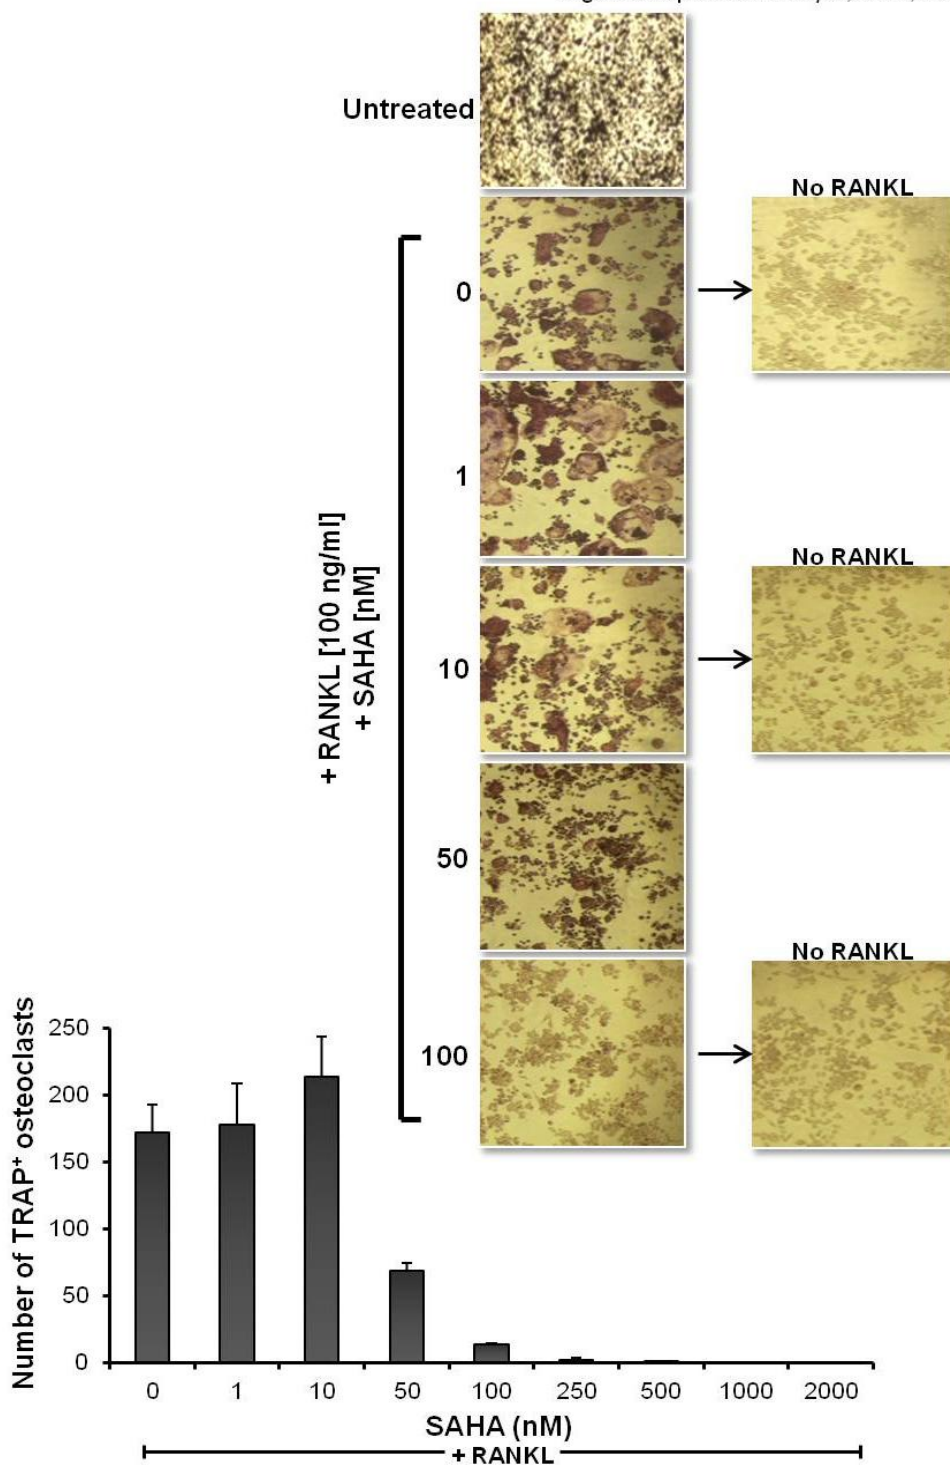 Untreated
No RANKL
0
1
No RANKL
+ RANKL [100 ng/ml]
+ SAHA [nM]
10
50
No RANKL
100
Number of TRAP⁺ osteoclasts
250
200
150
100
50
0
0 1 10 50 100 250 500 1000 2000
SAHA (nM)
+ RANKL